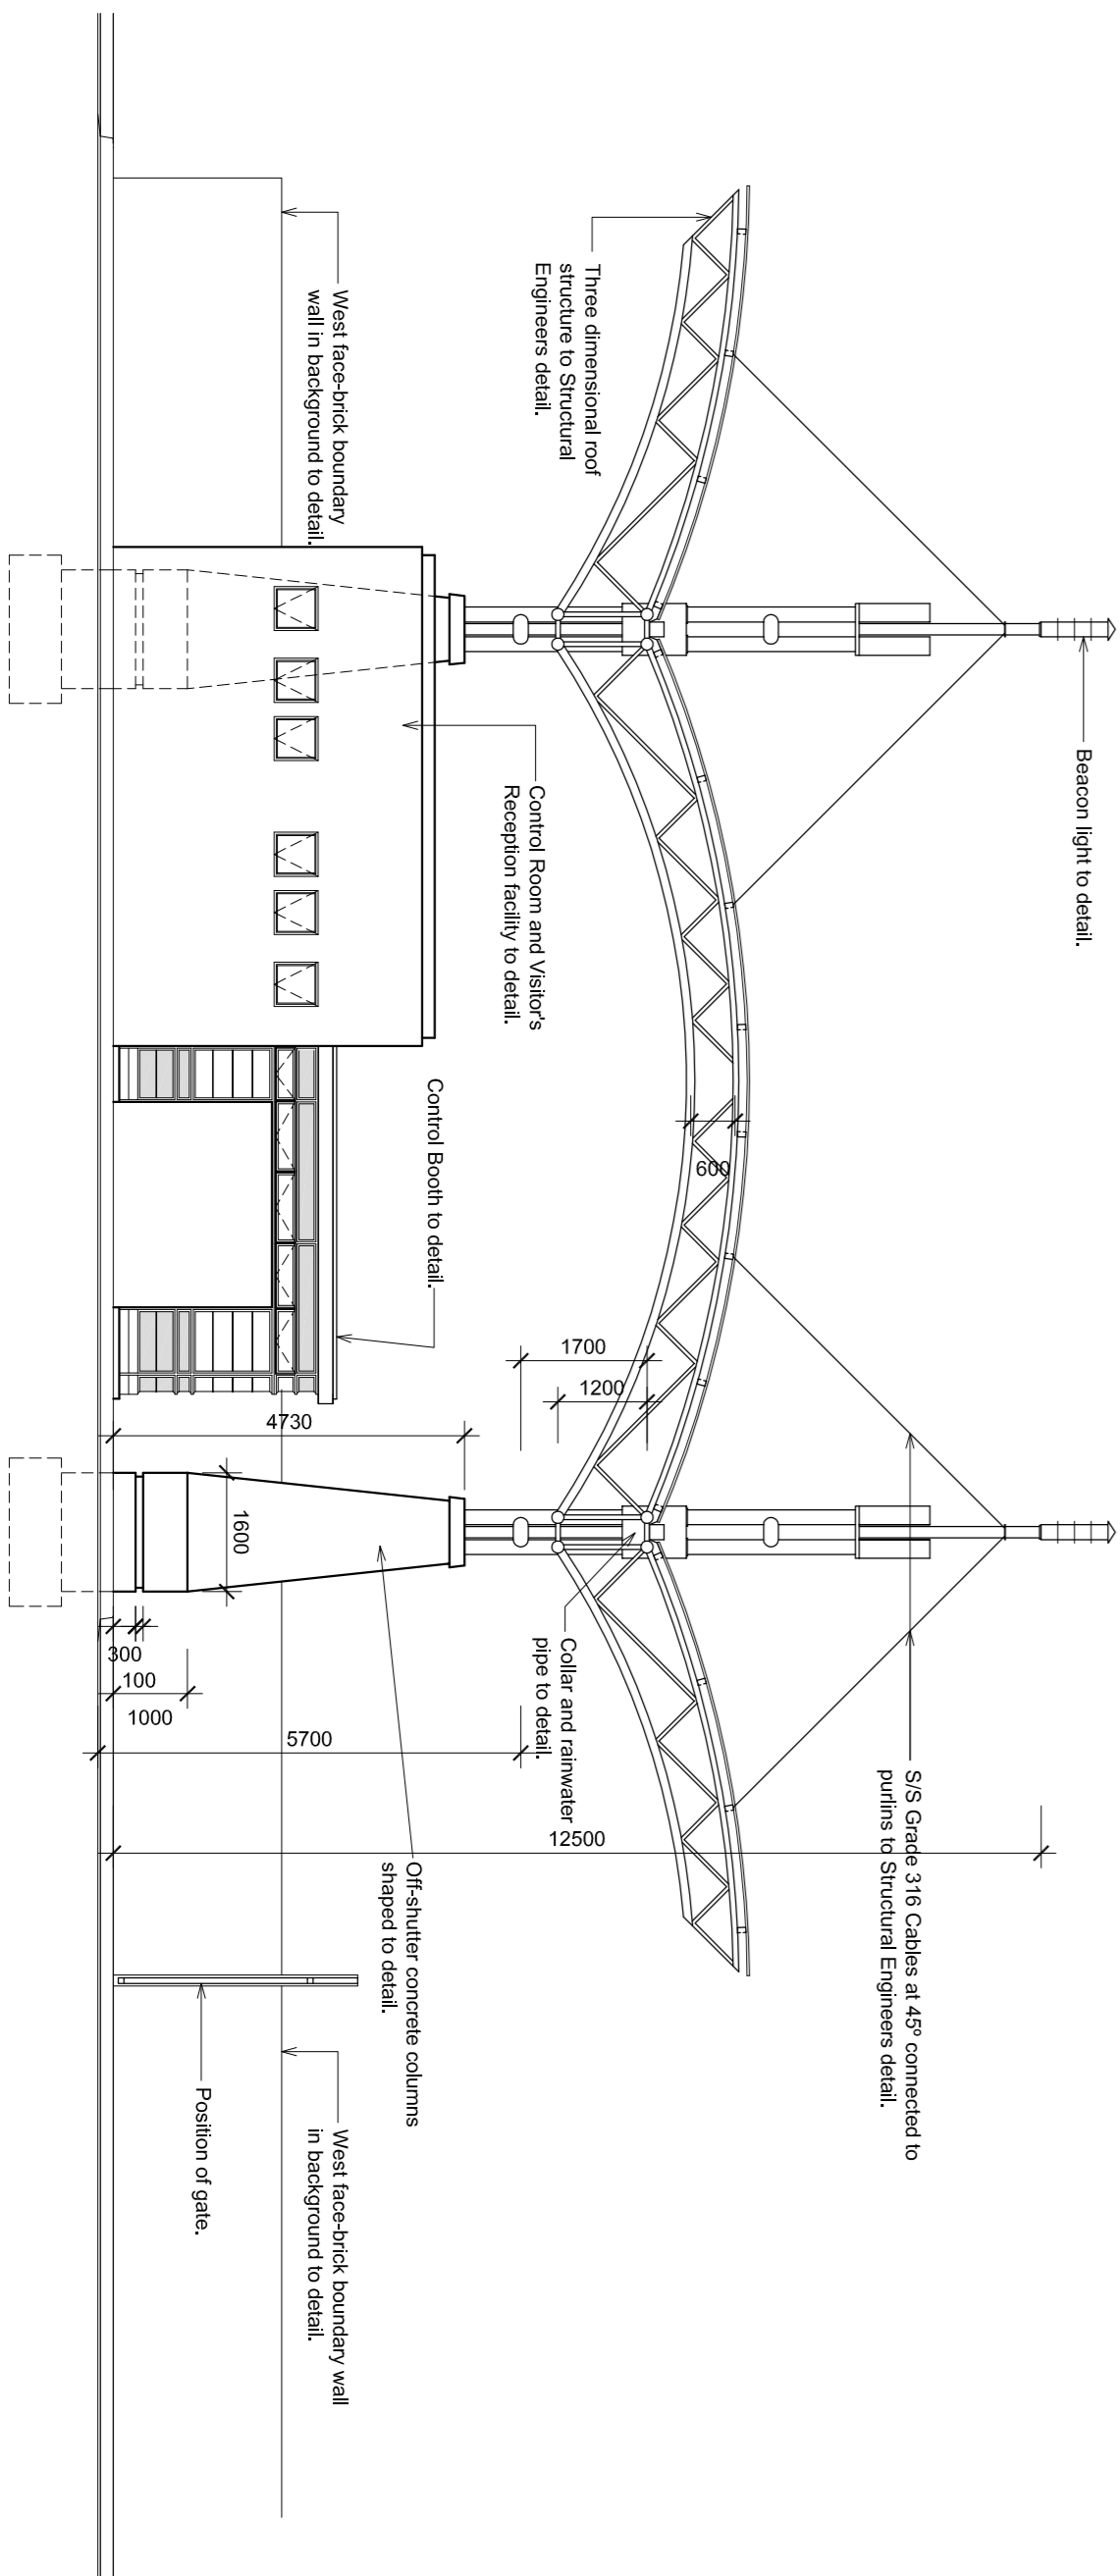 Beacon light to detail.
S/S Grade 316 Cables at 45º connected to
purlins to Structural Engineers detail.
Three dimensional roof
structure to Structural
Engineers detail.
600
1700
1200
Collar and rainwater
pipe to detail.
Control Room and Visitor's
Reception facility to detail.
Control Booth to detail.
West face-brick boundary
wall in background to detail.
4730
1600
300
100
1000
5700
12500
Off-shutter concrete columns
shaped to detail.
West face-brick boundary wall
in background to detail.
Position of gate.